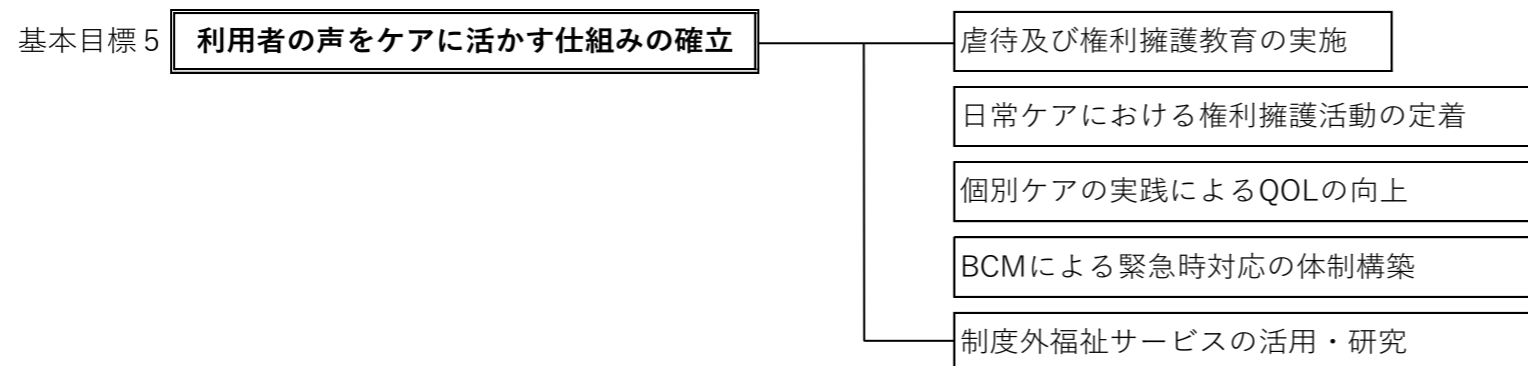 基本目標５ 利用者の声をケアに活かす仕組みの確立
虐待及び権利擁護教育の実施
日常ケアにおける権利擁護活動の定着
個別ケアの実践によるQOLの向上
BCMによる緊急時対応の体制構築
制度外福祉サービスの活用・研究